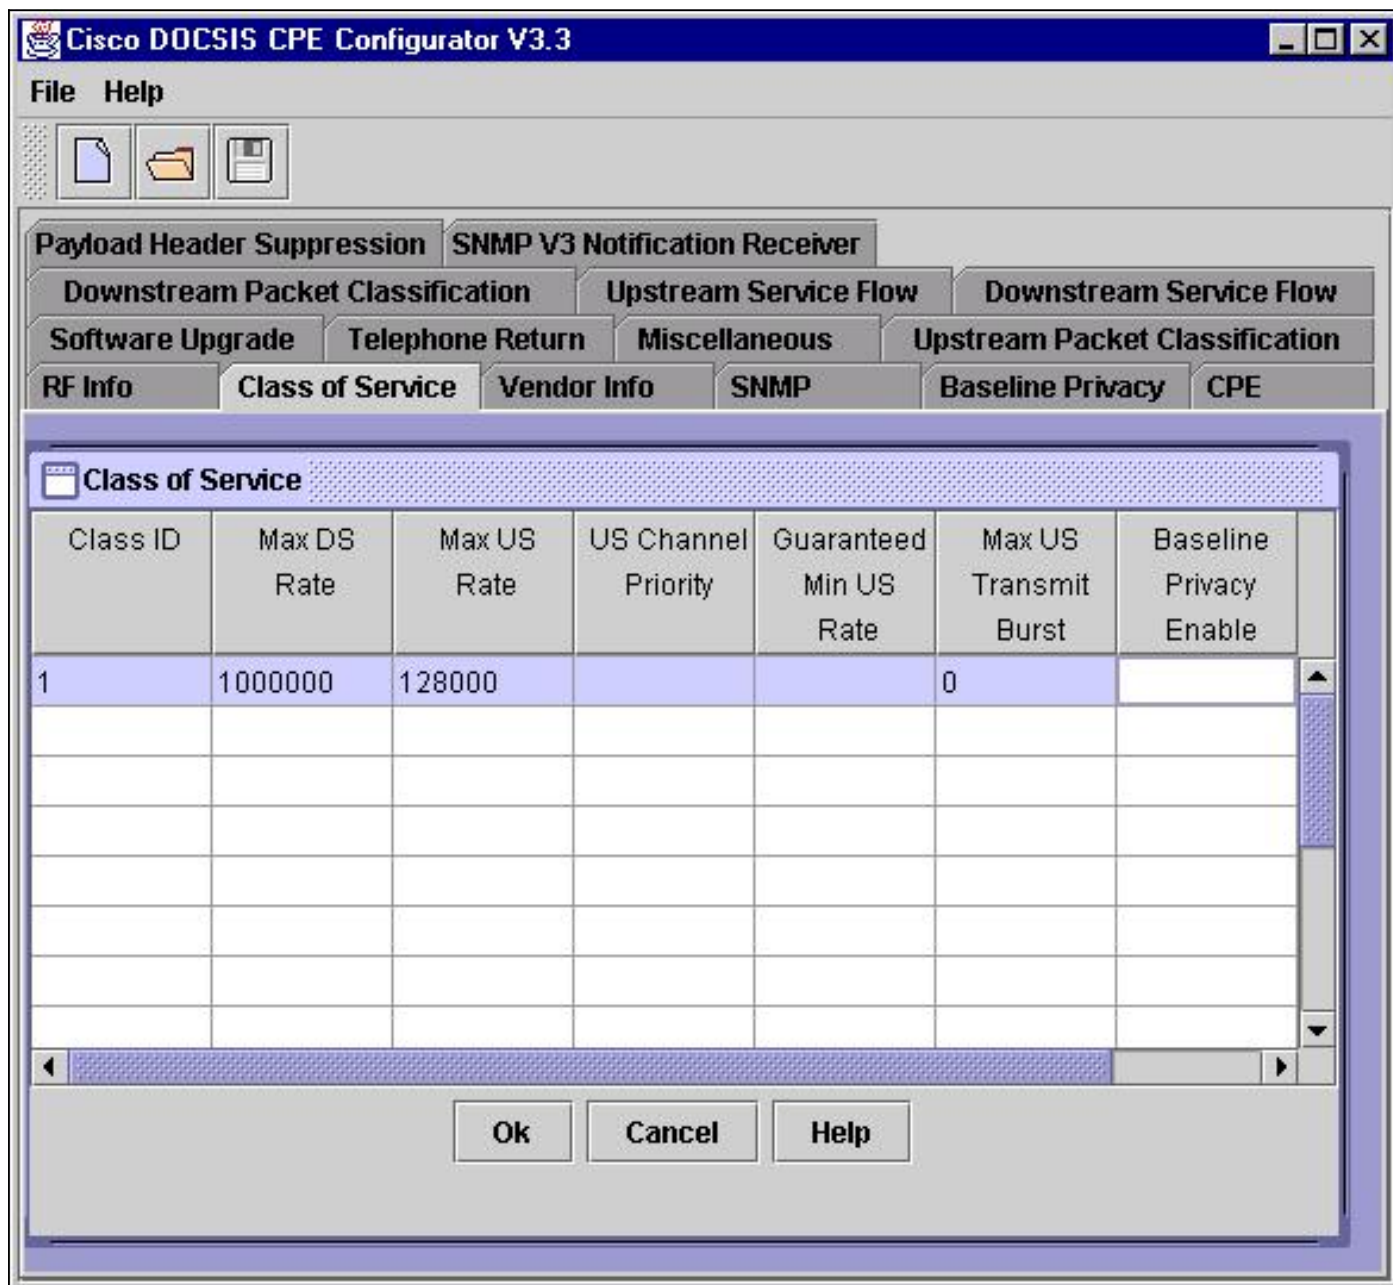 Cisco DOCSIS CPE Configurator V3.3
File Help
Payload Header Suppression SNMP V3 Notification Receiver
Downstream Packet Classification Upstream Service Flow Downstream Service Flow
Software Upgrade Telephone Return Miscellaneous Upstream Packet Classification
RF Info Class of Service Vendor Info SNMP Baseline Privacy CPE
Class of Service
Class ID Max DS Max US US Channel Guaranteed Max US Baseline
Rate Rate Priority Min US Transmit Privacy
Rate Burst Enable
1 1000000 128000 0
Ok Cancel Help